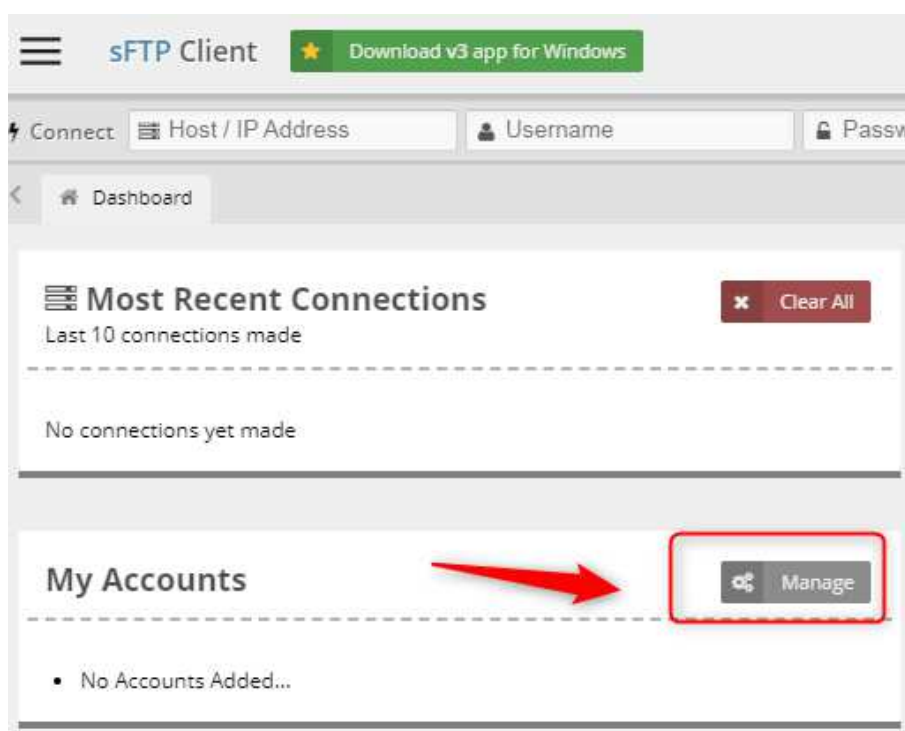 sFTP Client Download v3 app for Windows
Connect Host / IP Address Username Passw
Dashboard
Most Recent Connections Clear All
Last 10 connections made
No connections yet made
My Accounts Manage
• No Accounts Added...